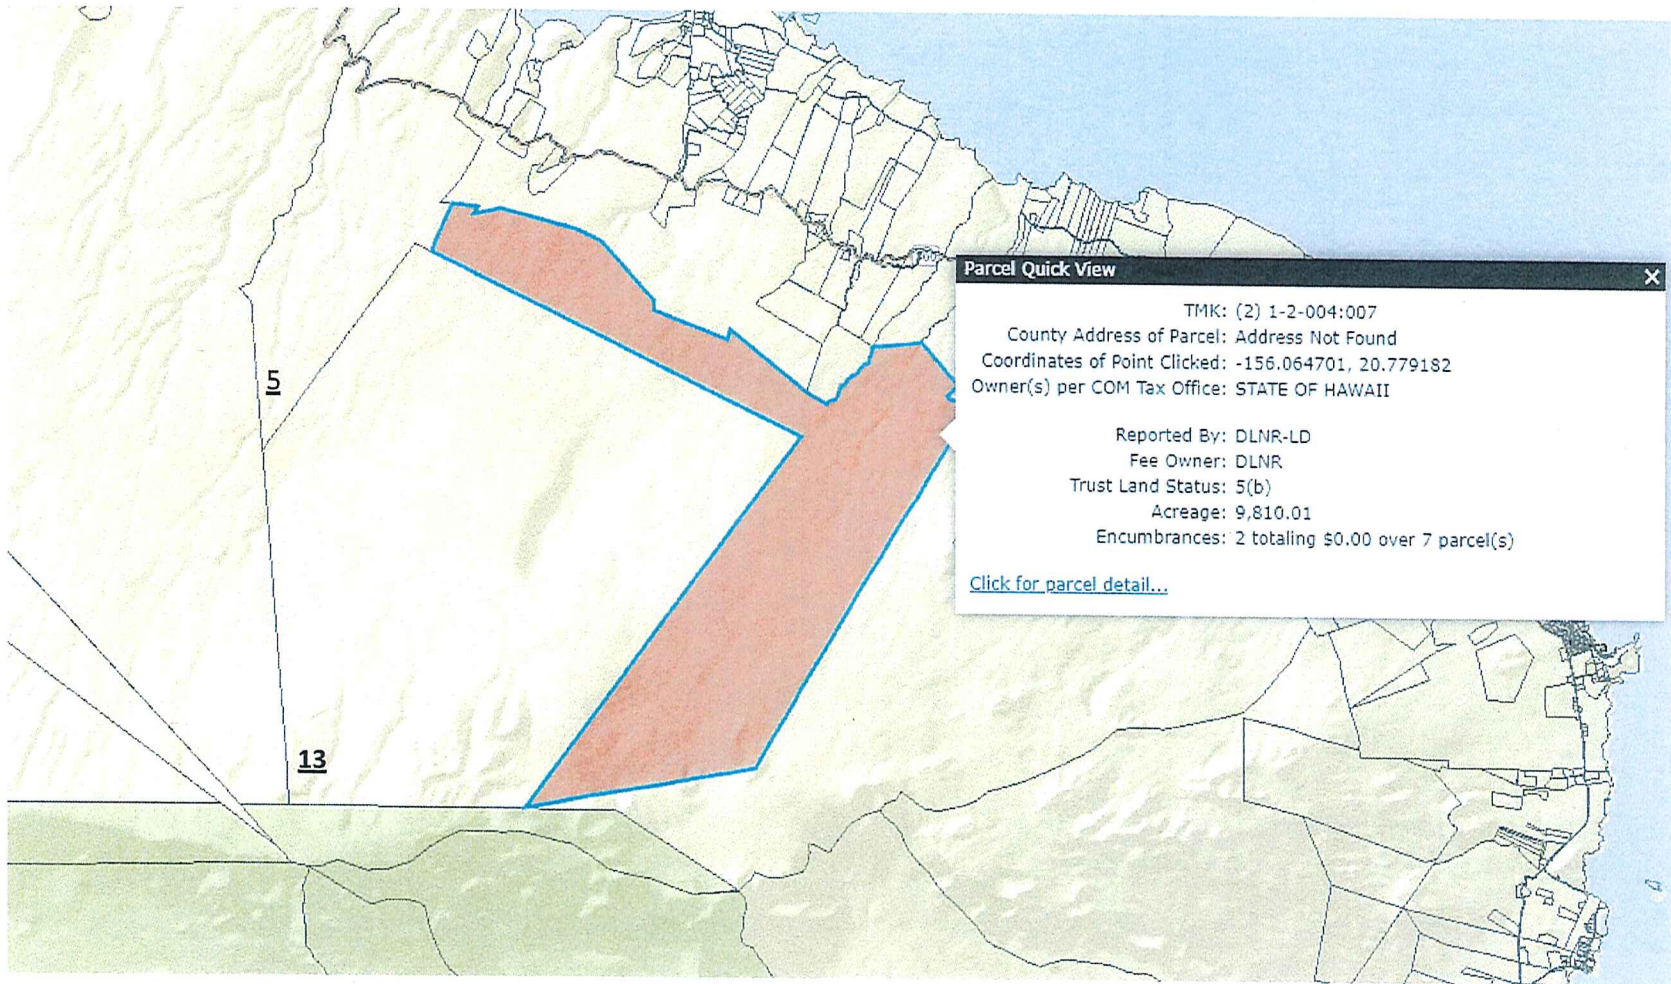 Parcel Quick View
TMK: (2) 1-2-004:007
County Address of Parcel: Address Not Found
Coordinates of Point Clicked: -156.064701, 20.779182
Owner(s) per COM Tax Office: STATE OF HAWAII
Reported By: DLNR-LD
Fee Owner: DLNR
Trust Land Status: 5(b)
Acreage: 9,810.01
Encumbrances: 2 totaling $0.00 over 7 parcel(s)
Click for parcel detail...
5
13